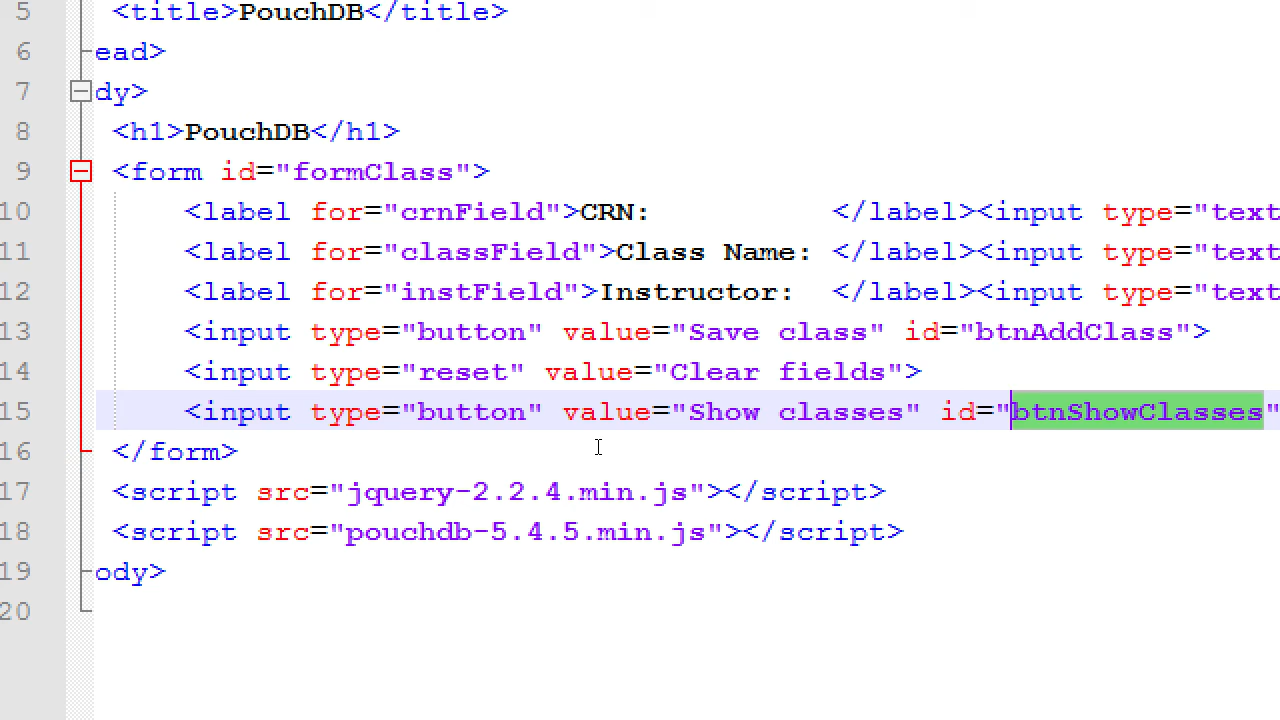 5 <title>PouchDB</title>
6 ead>
7 dy>
8 <h1>PouchDB</h1>
9 <form id="formClass">
10 <label for="crnField">CRN: </label><input type="text
11 <label for="classField">Class Name: </label><input type="text
12 <label for="instField">Instructor: </label><input type="text
13 <input type="button" value="Save class" id="btnAddClass">
14 <input type="reset" value="Clear fields">
15 <input type="button" value="Show classes" id="btnShowClasses"
16 </form>
17 <script src="jquery-2.2.4.min.js"></script>
18 <script src="pouchdb-5.4.5.min.js"></script>
19 ody>
20